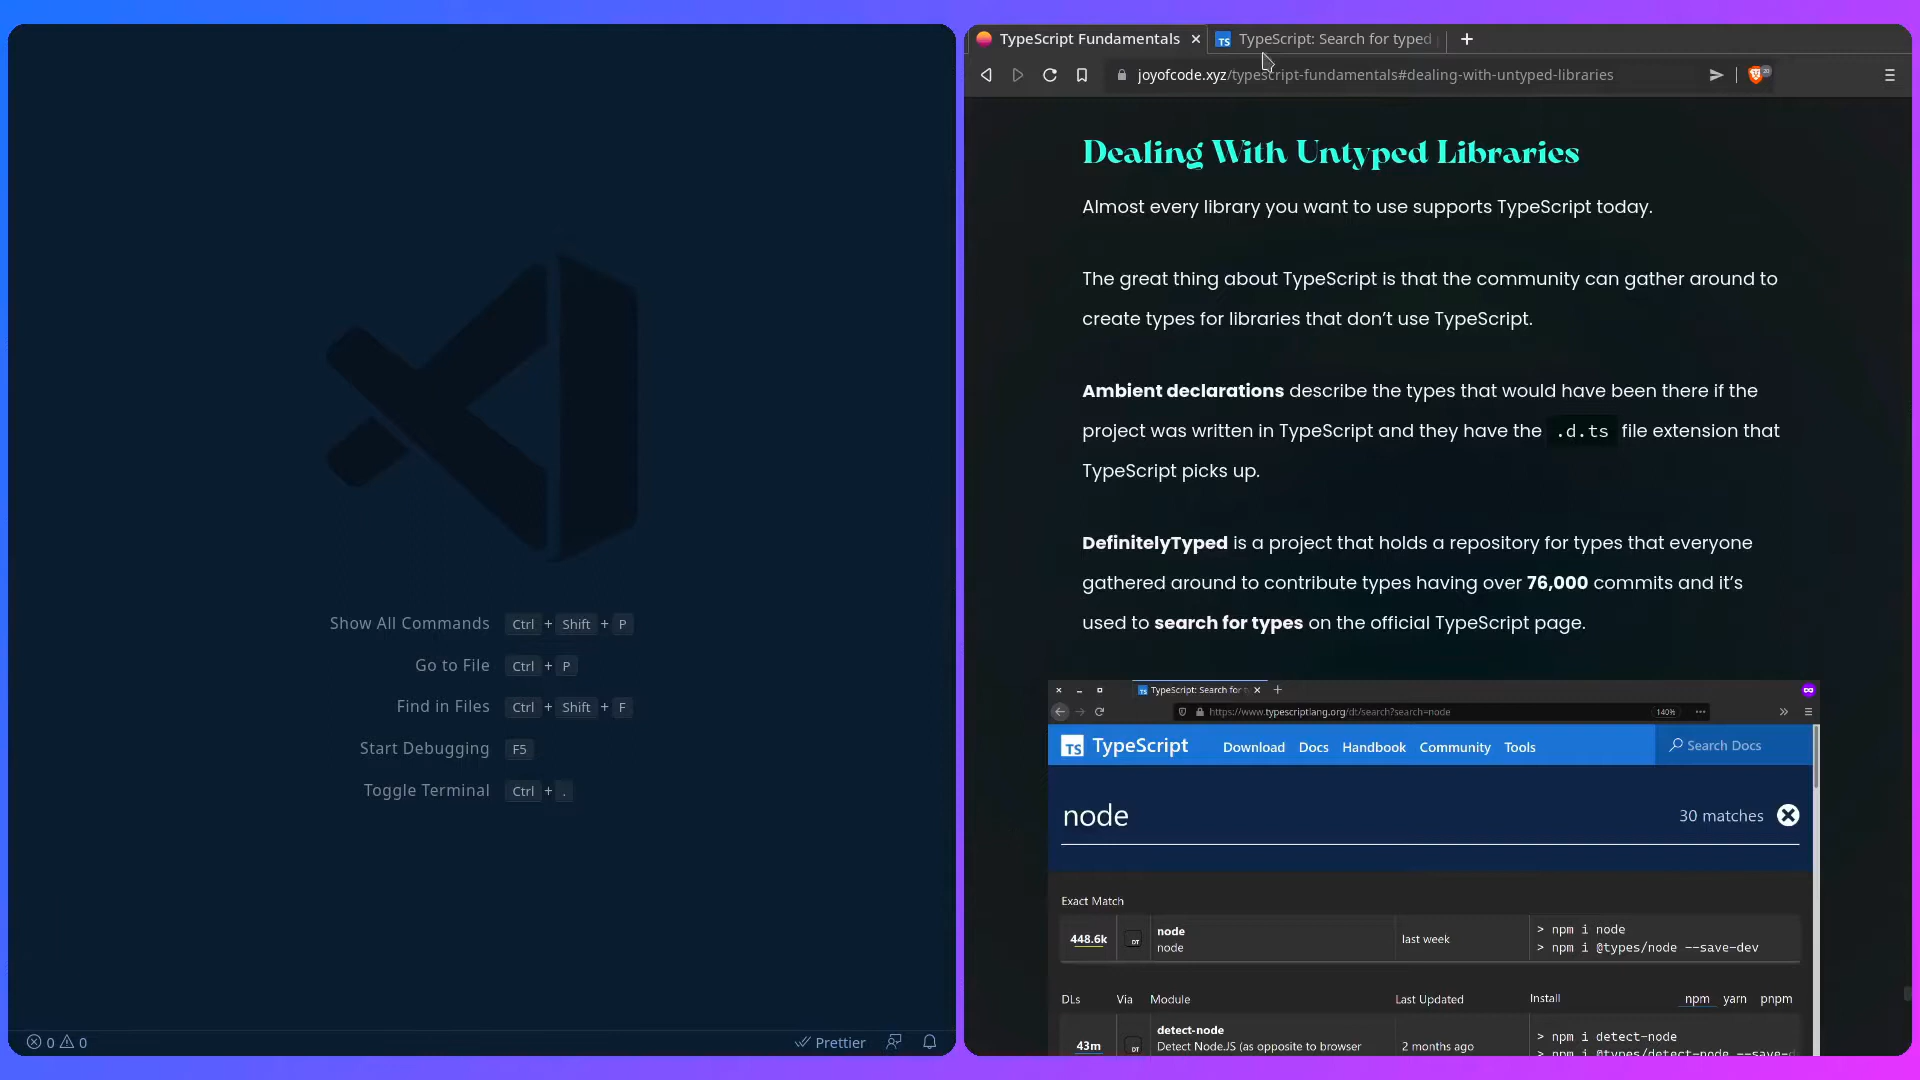 Show All Commands Ctrl + Shift + P
Go to File Ctrl + P
Find in Files Ctrl + Shift + F
Start Debugging F5
Toggle Terminal Ctrl + .
0 0 Prettier
TypeScript Fundamentals TypeScript: Search for typed
joyofcode.xyz/typescript-fundamentals#dealing-with-untyped-libraries
Dealing With Untyped Libraries
Almost every library you want to use supports TypeScript today.
The great thing about TypeScript is that the community can gather around to
create types for libraries that don’t use TypeScript.
Ambient declarations describe the types that would have been there if the
project was written in TypeScript and they have the .d.ts file extension that
TypeScript picks up.
DefinitelyTyped is a project that holds a repository for types that everyone
gathered around to contribute types having over 76,000 commits and it’s
used to search for types on the official TypeScript page.
TypeScript: Search for t
https://www.typescriptlang.org/dt/search?search=node 140%
TS TypeScript Download Docs Handbook Community Tools Search Docs
node 30 matches
Exact Match
448.6k DT node last week > npm i node
node > npm i @types/node --save-dev
DLs Via Module Last Updated Install npm yarn pnpm
detect-node > npm i detect-node
43m DT Detect NodeJS (as opposed to browser 2 months ago > npm i @types/detect-node --save-d